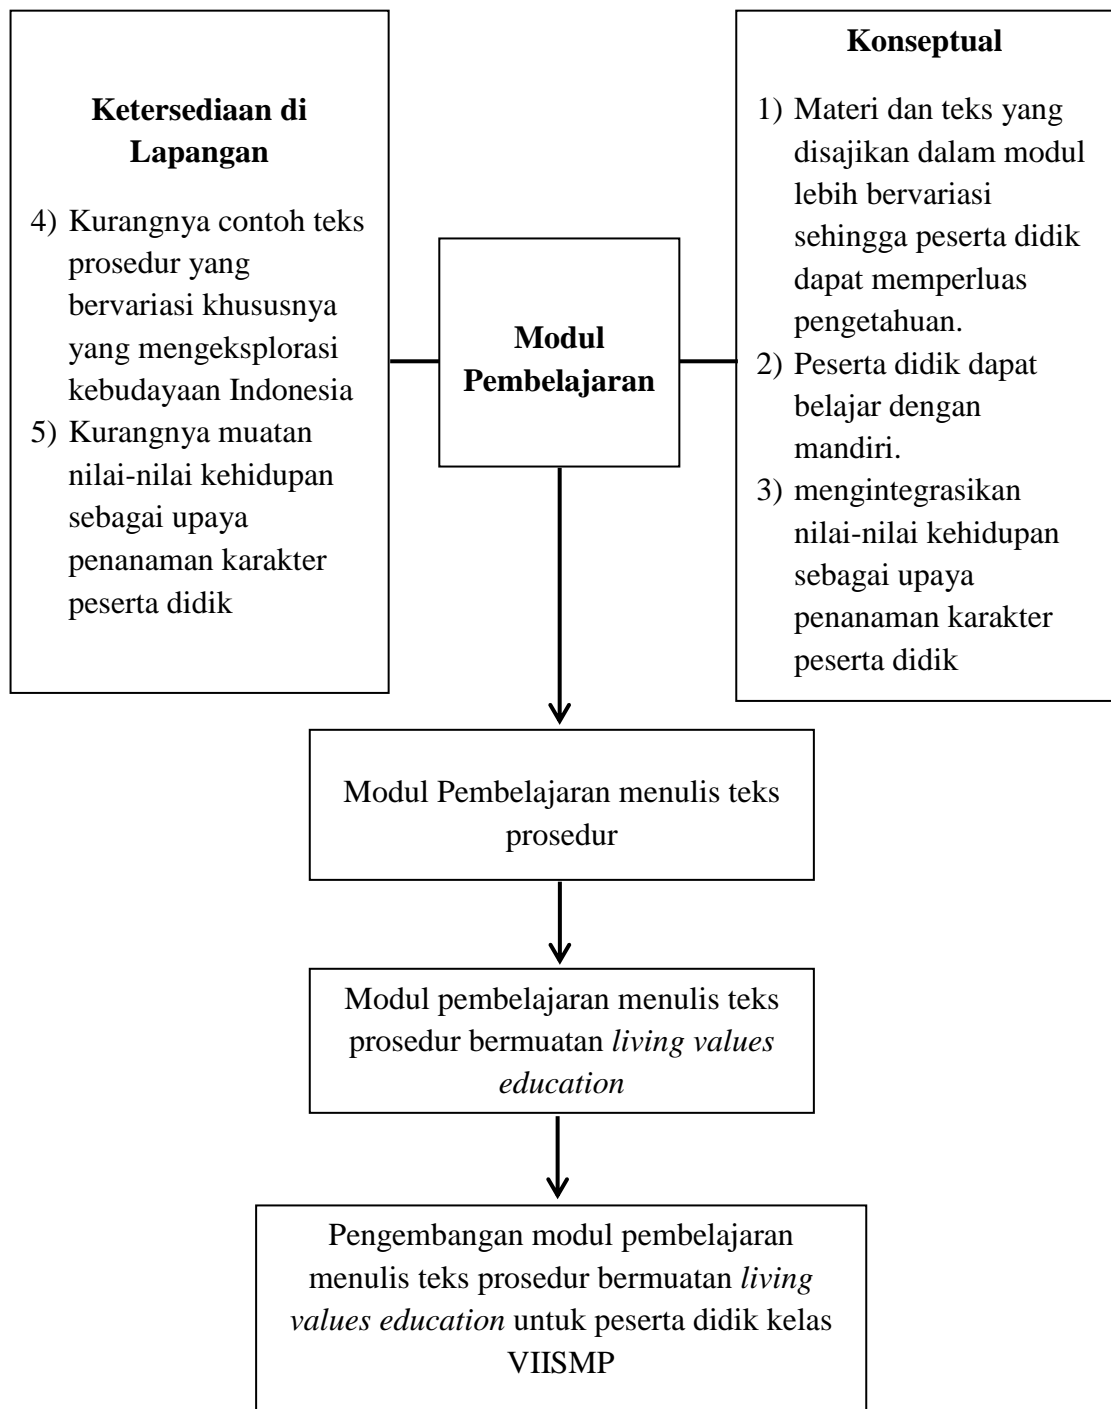 Ketersediaan di
Lapangan
4) Kurangnya contoh teks
prosedur yang
bervariasi khususnya
yang mengeksplorasi
kebudayaan Indonesia
5) Kurangnya muatan
nilai-nilai kehidupan
sebagai upaya
penanaman karakter
peserta didik
Modul
Pembelajaran
Konseptual
1) Materi dan teks yang
disajikan dalam modul
lebih bervariasi
sehingga peserta didik
dapat memperluas
pengetahuan.
2) Peserta didik dapat
belajar dengan
mandiri.
3) mengintegrasikan
nilai-nilai kehidupan
sebagai upaya
penanaman karakter
peserta didik
Modul Pembelajaran menulis teks
prosedur
Modul pembelajaran menulis teks
prosedur bermuatan living values
education
Pengembangan modul pembelajaran
menulis teks prosedur bermuatan living
values education untuk peserta didik kelas
VIISMP